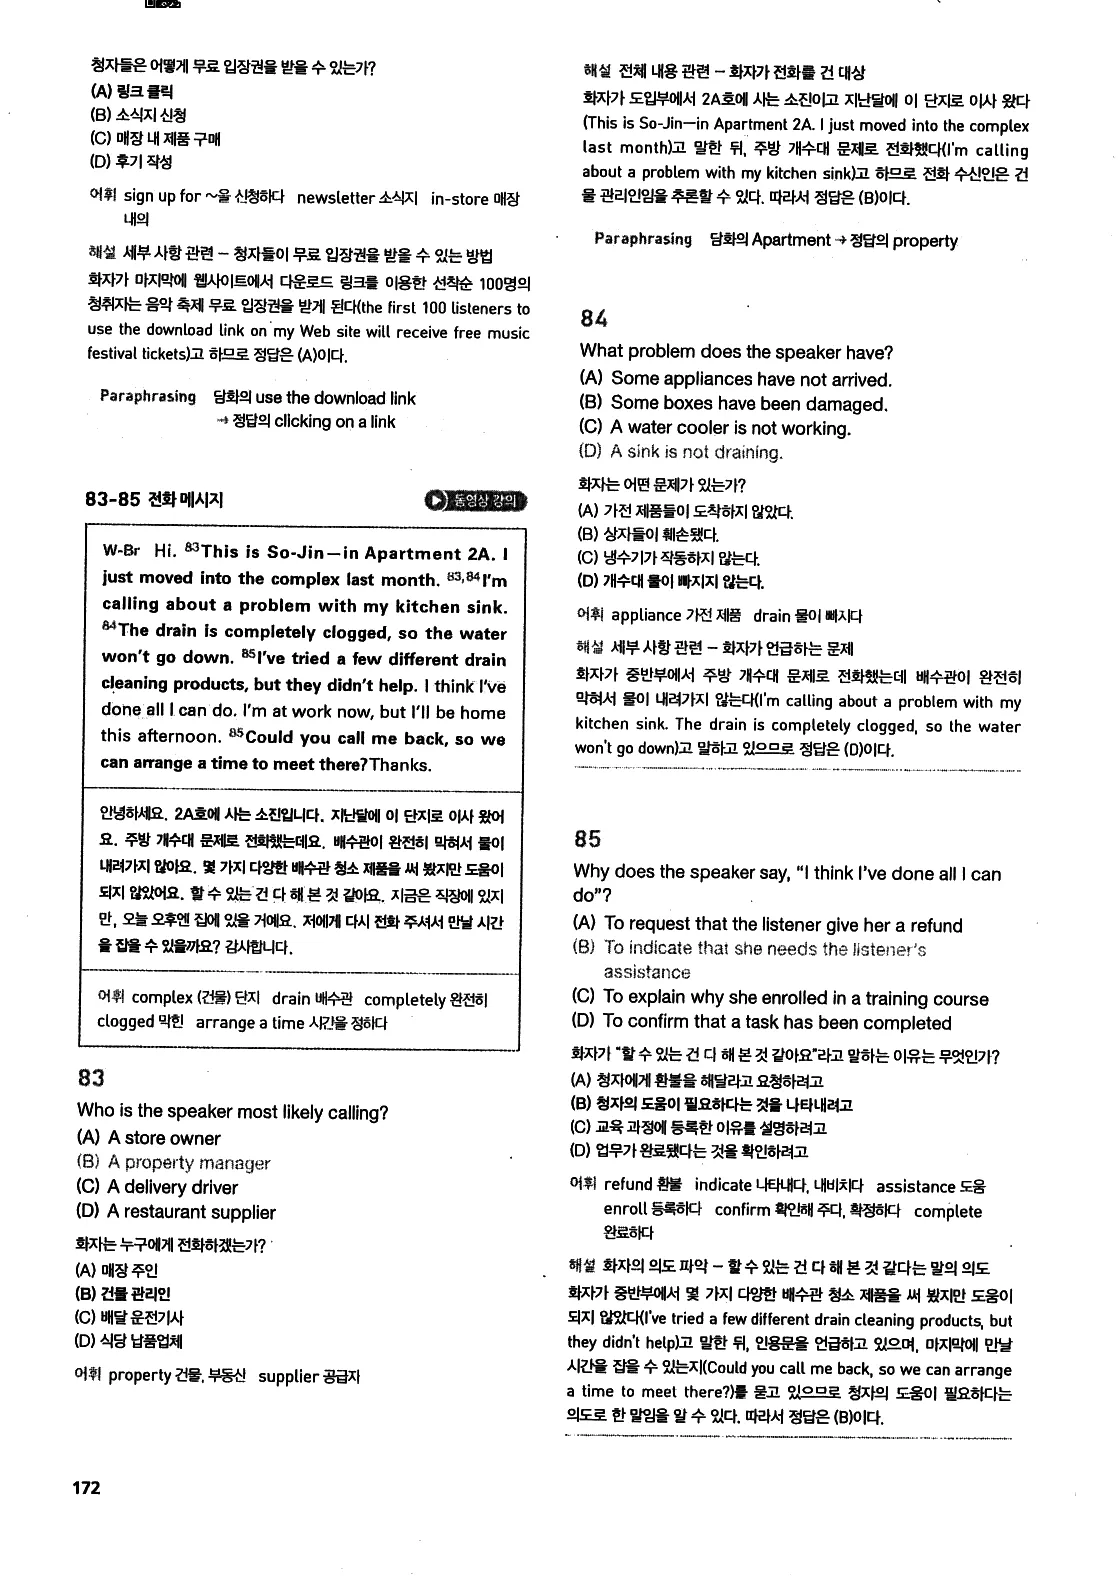 청자들은 어떻게 무료 입장권을 받을 수 있는가?
(A) 링크 클릭
(B) 소식지 신청
(C) 매장 내 제품 구매
(D) 후기 작성
어휘 sign up for ~을 신청하다 newsletter 소식지 in-store 매장
내의
해설 세부 사항 관련 – 청자들이 무료 입장권을 받을 수 있는 방법
화자가 마지막에 웹사이트에서 다운로드 링크를 이용한 선착순 100명의
청취자는 음악 축제 무료 입장권을 받게 된다(the first 100 listeners to
use the download link on my Web site will receive free music
festival tickets)고 하므로 정답은 (A)이다.
Paraphrasing 담화의 use the download link
→ 정답의 clicking on a link
83-85 전화 메시지
동영상 강의
W-Br Hi. 83This is So-Jin—in Apartment 2A. I
just moved into the complex last month. 83,84I'm
calling about a problem with my kitchen sink.
84The drain is completely clogged, so the water
won't go down. 85I've tried a few different drain
cleaning products, but they didn't help. I think I've
done all I can do. I'm at work now, but I'll be home
this afternoon. 85Could you call me back, so we
can arrange a time to meet there?Thanks.
안녕하세요. 2A호에 사는 소진입니다. 지난달에 이 단지로 이사 왔어
요. 주방 개수대 문제로 전화했는데요. 배수관이 완전히 막혀서 물이
내려가지 않아요. 몇 가지 다양한 배수관 청소 제품을 써 봤지만 도움이
되지 않았어요. 할 수 있는 건 다 해 본 것 같아요. 지금은 직장에 있지
만, 오늘 오후엔 집에 있을 거예요. 저에게 다시 전화 주셔서 만날 시간
을 잡을 수 있을까요? 감사합니다.
어휘 complex (건물) 단지 drain 배수관 completely 완전히
clogged 막힌 arrange a time 시간을 정하다
83
Who is the speaker most likely calling?
(A) A store owner
(B) A property manager
(C) A delivery driver
(D) A restaurant supplier
화자는 누구에게 전화하겠는가?
(A) 매장 주인
(B) 건물 관리인
(C) 배달 운전기사
(D) 식당 납품업체
어휘 property 건물, 부동산 supplier 공급자
172
해설 전체 내용 관련 – 화자가 전화를 건 대상
화자가 도입부에서 2A호에 사는 소진이고 지난달에 이 단지로 이사 왔다
(This is So-Jin—in Apartment 2A. I just moved into the complex
last month)고 말한 뒤, 주방 개수대 문제로 전화했다(I'm calling
about a problem with my kitchen sink)고 하므로 전화 수신인은 건
물 관리인임을 추론할 수 있다. 따라서 정답은 (B)이다.
Paraphrasing 담화의 Apartment → 정답의 property
84
What problem does the speaker have?
(A) Some appliances have not arrived.
(B) Some boxes have been damaged.
(C) A water cooler is not working.
(D) A sink is not draining.
화자는 어떤 문제가 있는가?
(A) 가전 제품들이 도착하지 않았다.
(B) 상자들이 훼손됐다.
(C) 냉수기가 작동하지 않는다.
(D) 개수대 물이 빠지지 않는다.
어휘 appliance 가전 제품 drain 물이 빠지다
해설 세부 사항 관련 – 화자가 언급하는 문제
화자가 중반부에서 주방 개수대 문제로 전화했는데 배수관이 완전히
막혀서 물이 내려가지 않는다(I'm calling about a problem with my
kitchen sink. The drain is completely clogged, so the water
won't go down)고 말하고 있으므로 정답은 (D)이다.
85
Why does the speaker say, "I think I've done all I can
do"?
(A) To request that the listener give her a refund
(B) To indicate that she needs the listener's
assistance
(C) To explain why she enrolled in a training course
(D) To confirm that a task has been completed
화자가 "할 수 있는 건 다 해 본 것 같아요"라고 말하는 이유는 무엇인가?
(A) 청자에게 환불을 해달라고 요청하려고
(B) 청자의 도움이 필요하다는 것을 나타내려고
(C) 교육 과정에 등록한 이유를 설명하려고
(D) 업무가 완료됐다는 것을 확인하려고
어휘 refund 환불 indicate 나타내다, 내비치다 assistance 도움
enroll 등록하다 confirm 확인해 주다, 확정하다 complete
완료하다
해설 화자의 의도 파악 – 할 수 있는 건 다 해 본 것 같다는 말의 의도
화자가 중반부에서 몇 가지 다양한 배수관 청소 제품을 써 봤지만 도움이
되지 않았다(I've tried a few different drain cleaning products, but
they didn't help)고 말한 뒤, 인용문을 언급하고 있으며, 마지막에 만날
시간을 잡을 수 있는지(Could you call me back, so we can arrange
a time to meet there?)를 묻고 있으므로 청자의 도움이 필요하다는
의도로 한 말임을 알 수 있다. 따라서 정답은 (B)이다.